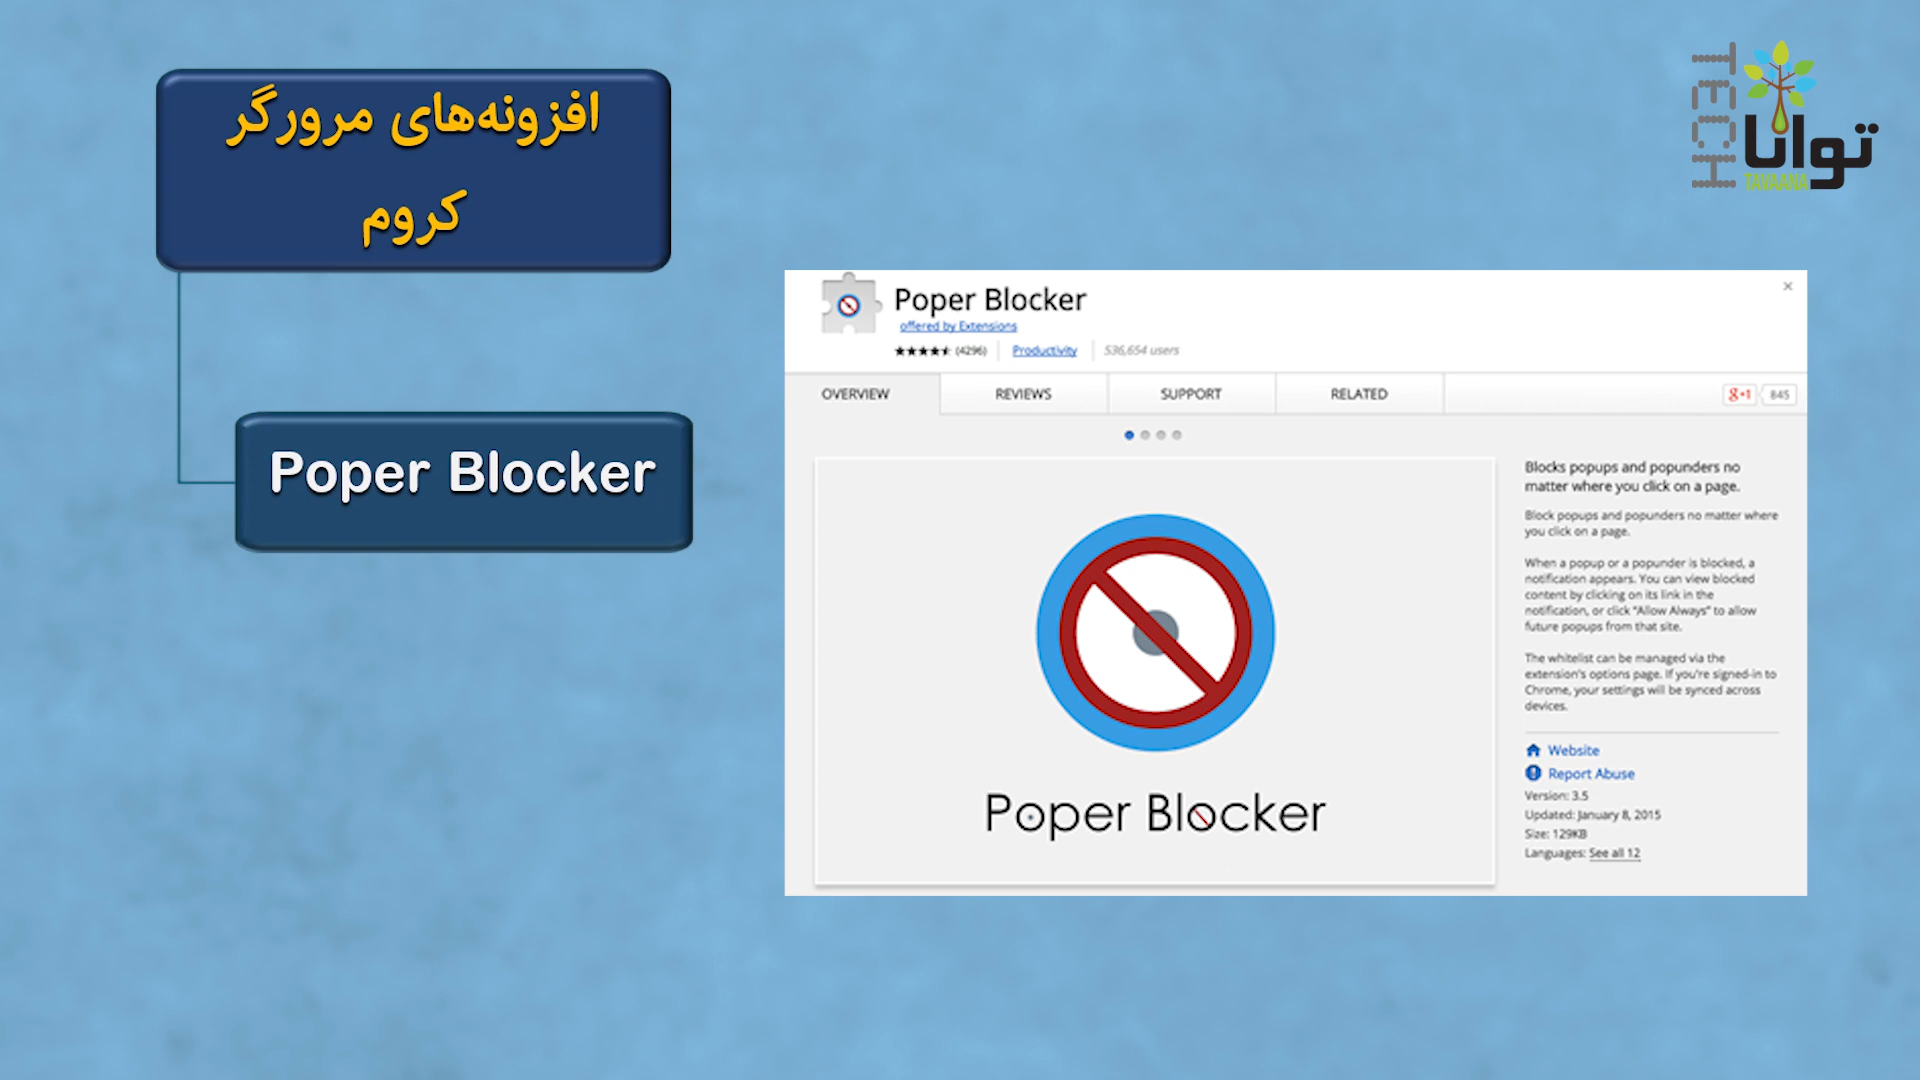 افزونه‌های مرورگر
کروم
Poper Blocker
TECH
توانا
TAVAANA
Poper Blocker
offered by Extensions
(4296)
Productivity
536,654 users
OVERVIEW
REVIEWS
SUPPORT
RELATED
g+1
845
Poper Blocker
Blocks popups and popunders no
matter where you click on a page.
Block popups and popunders no matter where
you click on a page.
When a popup or a popunder is blocked, a
notification appears. You can view blocked
content by clicking on its link in the
notification, or click "Allow Always" to allow
future popups from that site.
The whitelist can be managed via the
extension's options page. If you're signed-in to
Chrome, your settings will be synced across
devices.
Website
Report Abuse
Version: 3.5
Updated: January 8, 2015
Size: 129KB
Languages: See all 12